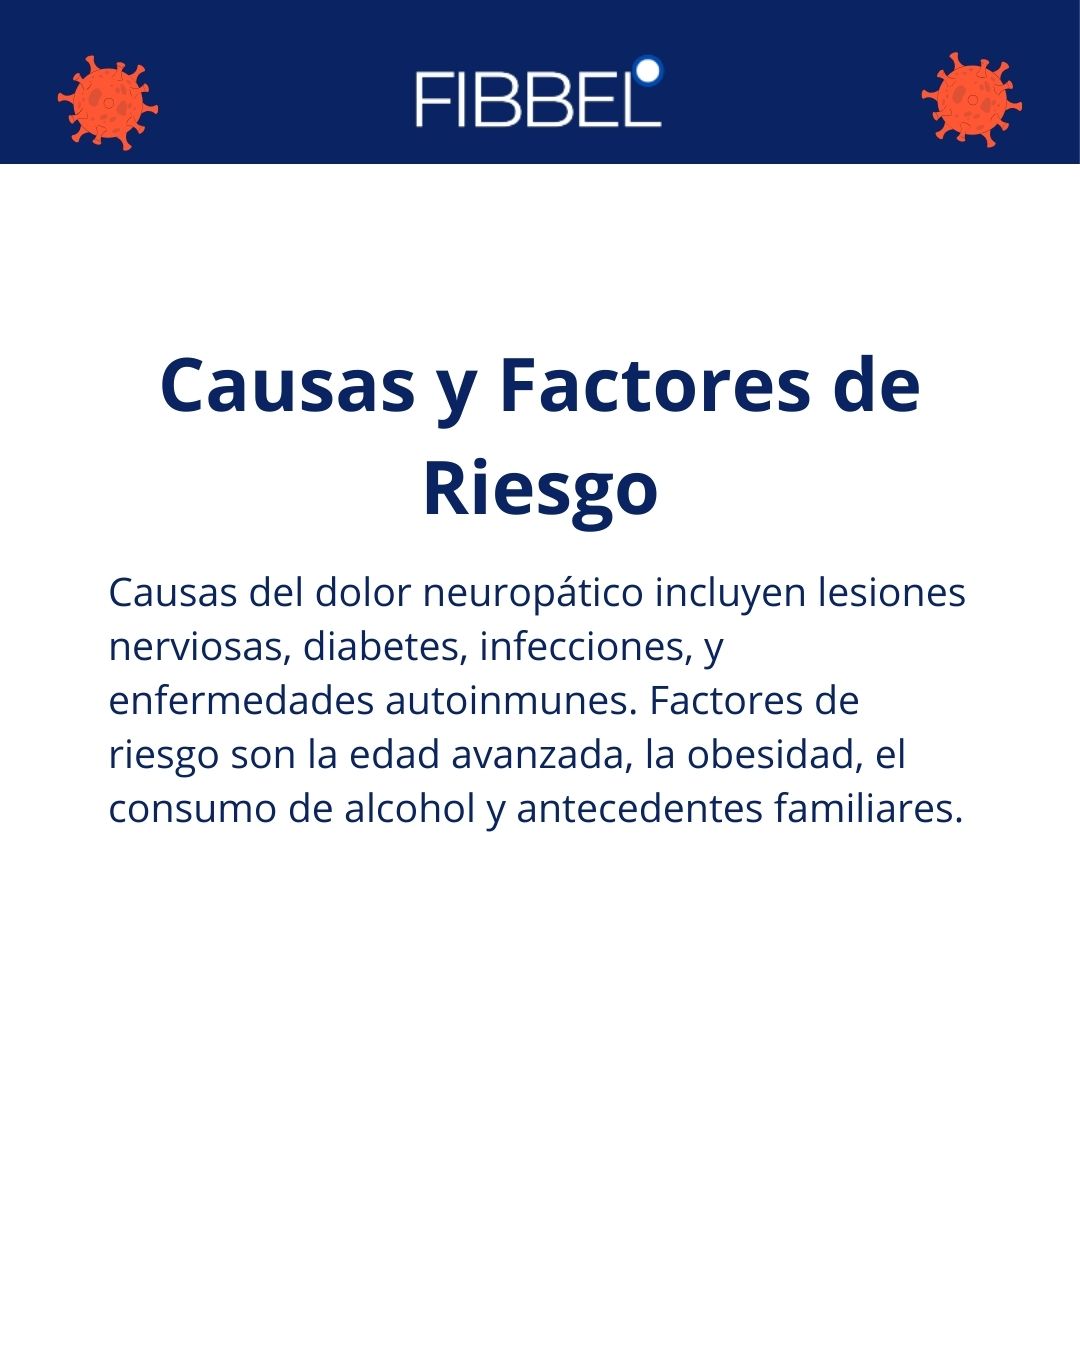 FIBBEL
Causas y Factores de
Riesgo
Causas del dolor neuropático incluyen lesiones
nerviosas, diabetes, infecciones, y
enfermedades autoinmunes. Factores de
riesgo son la edad avanzada, la obesidad, el
consumo de alcohol y antecedentes familiares.